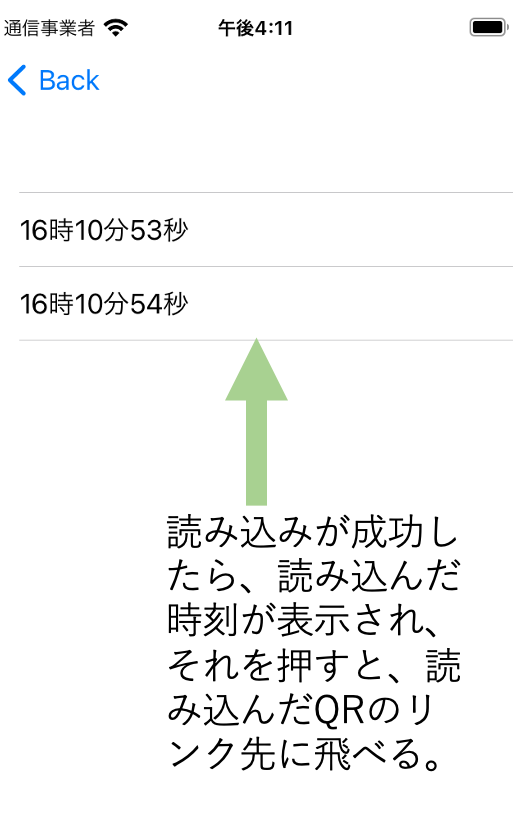 通信事業者 午後4:11
Back
16時10分53秒
16時10分54秒
読み込みが成功し
たら、読み込んだ
時刻が表示され、
それを押すと、読
み込んだQRのリ
ンク先に飛べる。